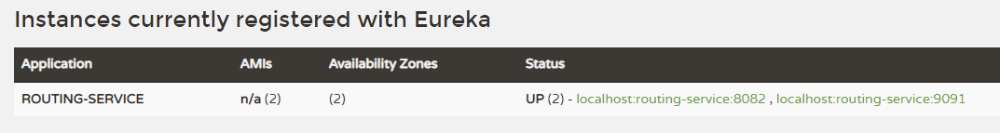 Instances currently registered with Eureka
Application AMIs Availability Zones Status
ROUTING-SERVICE n/a (2) (2) UP (2) - localhost:routing-service:8082 , localhost:routing-service:9091